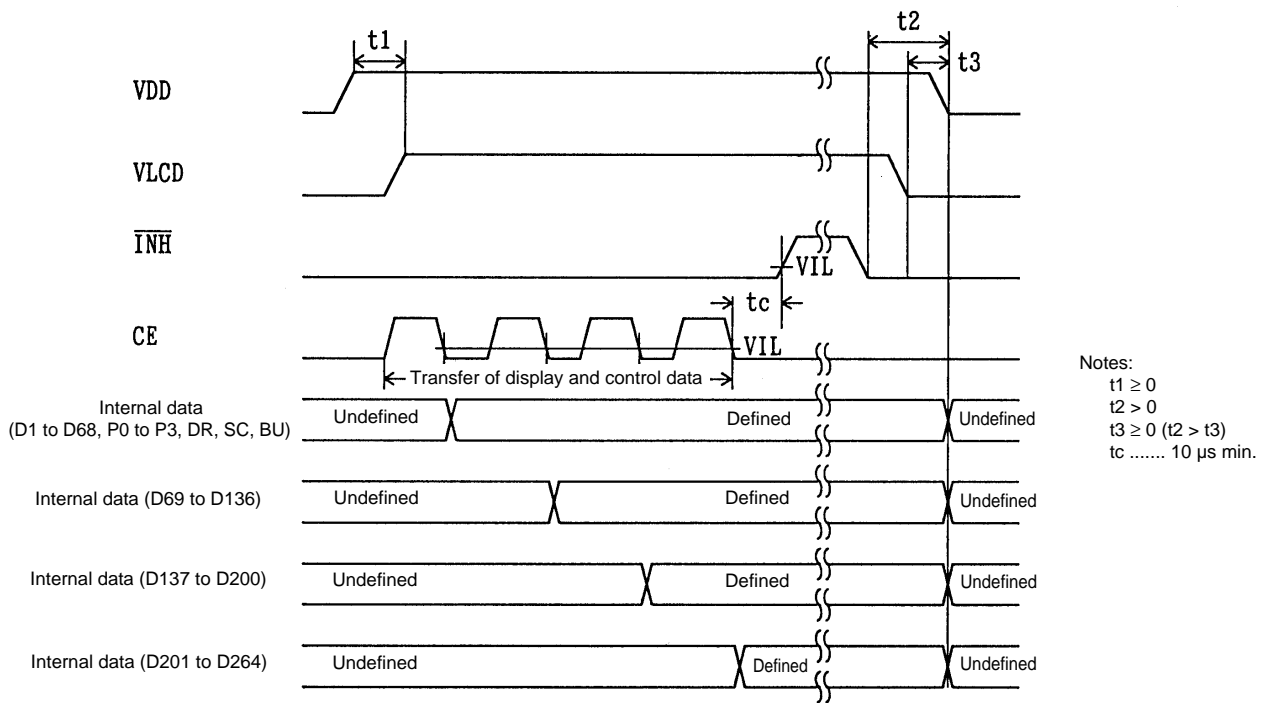 t1
t2
t3
VDD
VLCD
INH
VIL
tc
CE
VIL
Transfer of display and control data
Internal data
(D1 to D68, P0 to P3, DR, SC, BU)
Undefined
Defined
Undefined
Internal data (D69 to D136)
Undefined
Defined
Undefined
Internal data (D137 to D200)
Undefined
Defined
Undefined
Internal data (D201 to D264)
Undefined
Defined
Undefined
Notes:
t1 ≥ 0
t2 > 0
t3 ≥ 0 (t2 > t3)
tc ....... 10 µs min.